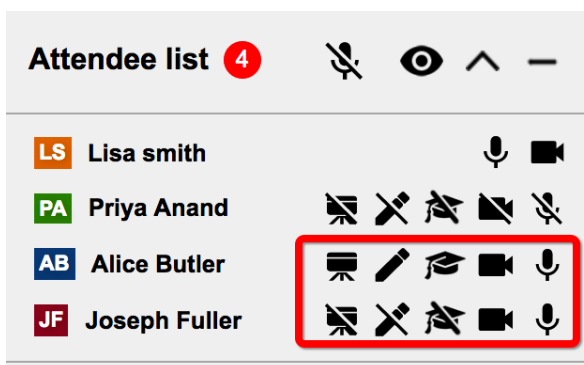 Attendee list 4
LS Lisa smith
PA Priya Anand
AB Alice Butler
JF Joseph Fuller